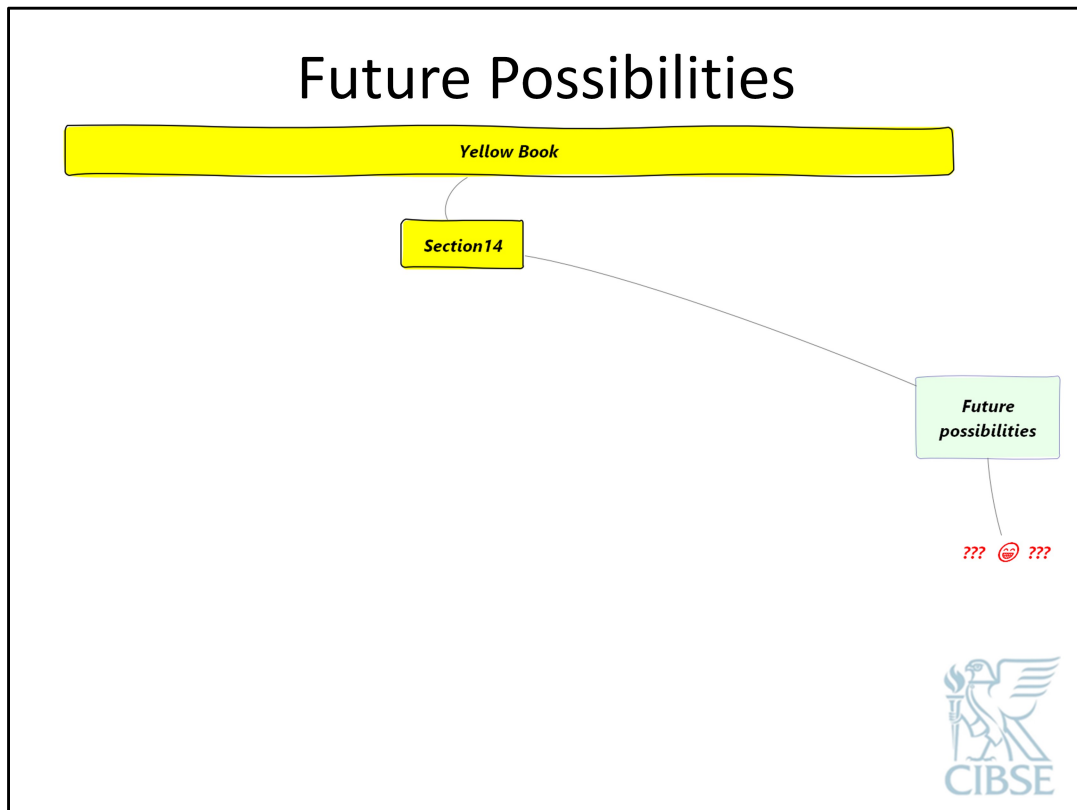 Future Possibilities
Yellow Book
Section14
Future
possibilities
??? 😁 ???
CIBSE